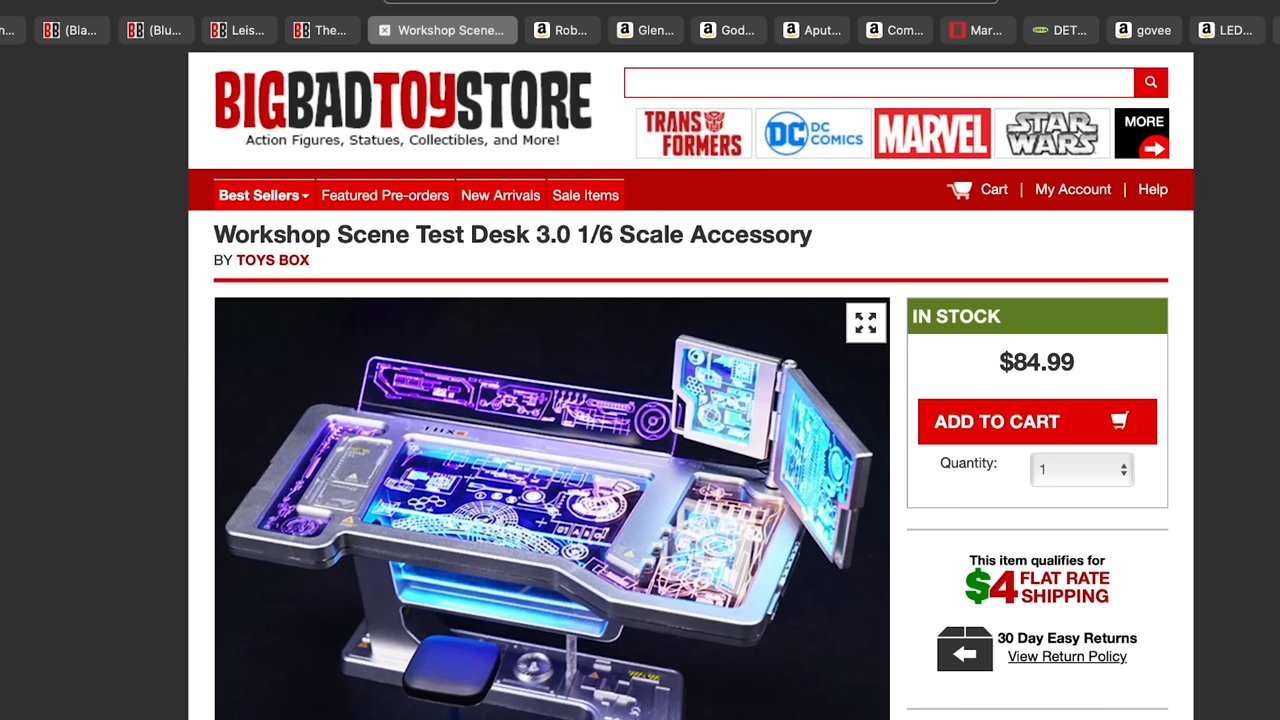 (Bla...
(Blu...
Leis...
The...
Workshop Scene...
Rob...
Glen...
God...
Aput...
Com...
Mar...
DET...
govee
LED...
BIGBADTOYSTORE
Action Figures, Statues, Collectibles, and More!
TRANSFORMERS
DC DC COMICS
MARVEL
STAR WARS
MORE
Best Sellers
Featured Pre-orders
New Arrivals
Sale Items
Cart | My Account | Help
Workshop Scene Test Desk 3.0 1/6 Scale Accessory
BY TOYS BOX
IN STOCK
$84.99
ADD TO CART
Quantity:
1
This item qualifies for
$4 FLAT RATE
SHIPPING
30 Day Easy Returns
View Return Policy